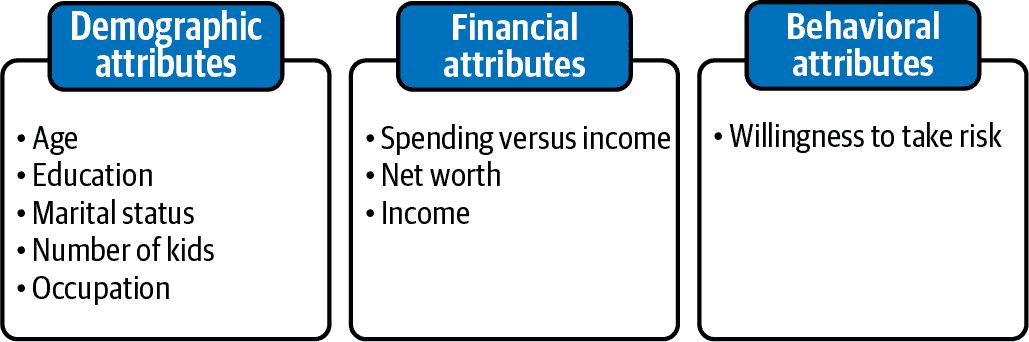 Demographic
attributes
• Age
• Education
• Marital status
• Number of kids
• Occupation
Financial
attributes
• Spending versus income
• Net worth
• Income
Behavioral
attributes
• Willingness to take risk